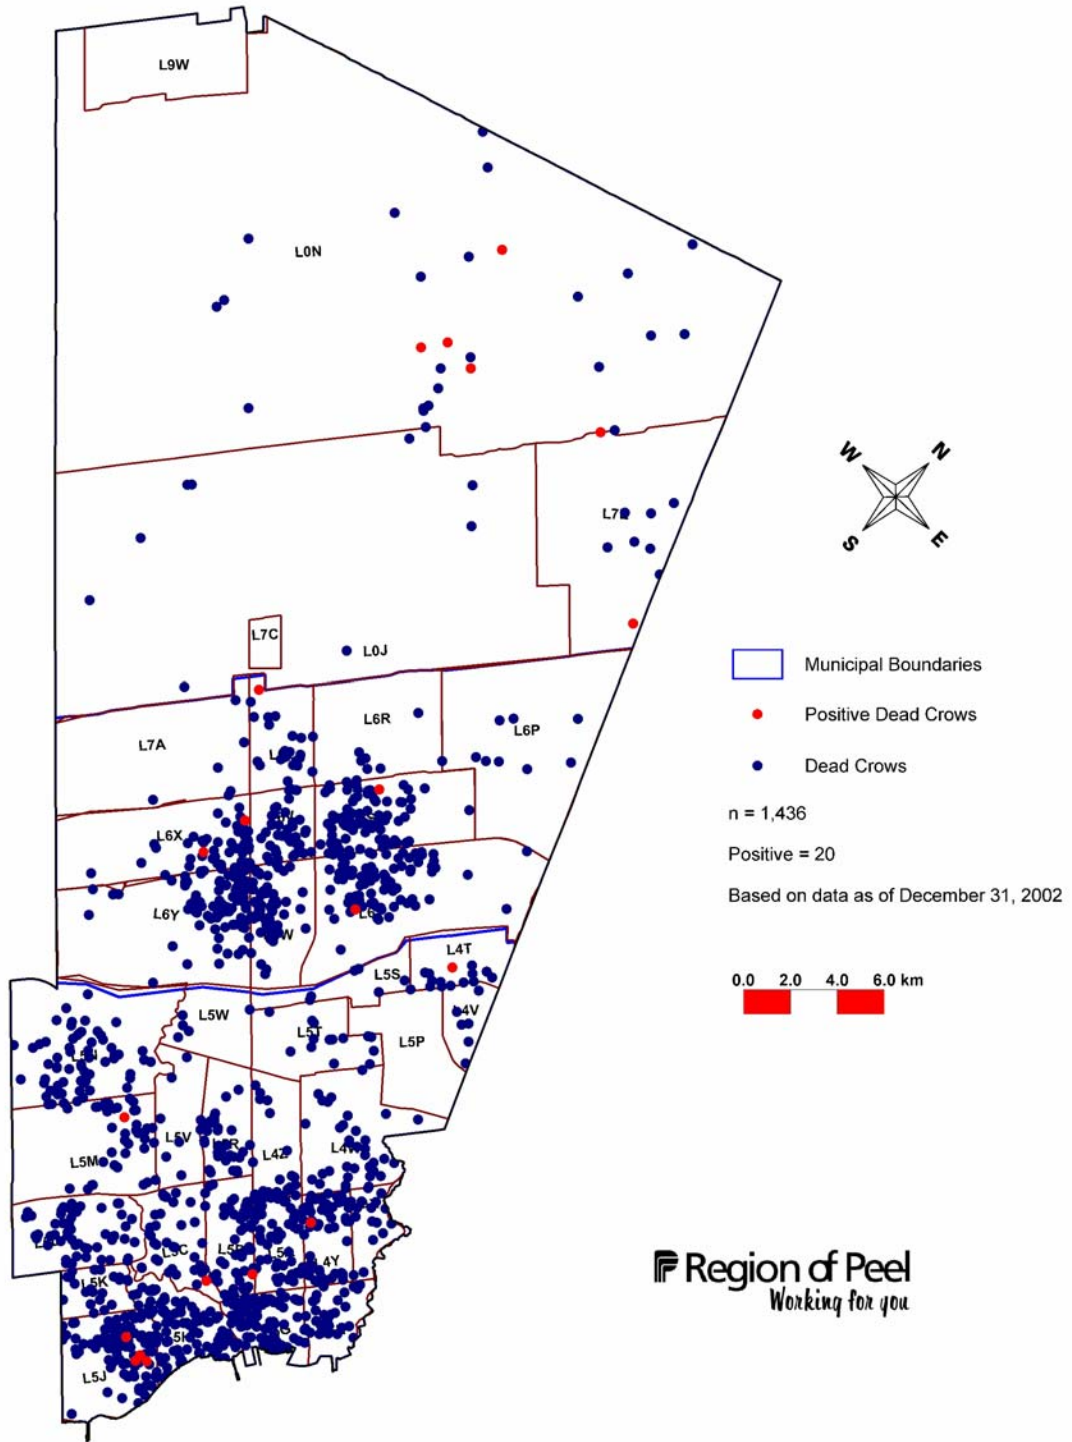 L9W
L0N
L7C
L0J
L6R
L6P
L7A
L6X
L6Y
L4T
L5S
L5W
L4V
L5T
L5P
L5V
L4Z
L5M
L5C
L4Y
L5K
L5J
W N
S E
Municipal Boundaries
Positive Dead Crows
Dead Crows
n = 1,436
Positive = 20
Based on data as of December 31, 2002
0.0 2.0 4.0 6.0 km
Region of Peel
Working for you